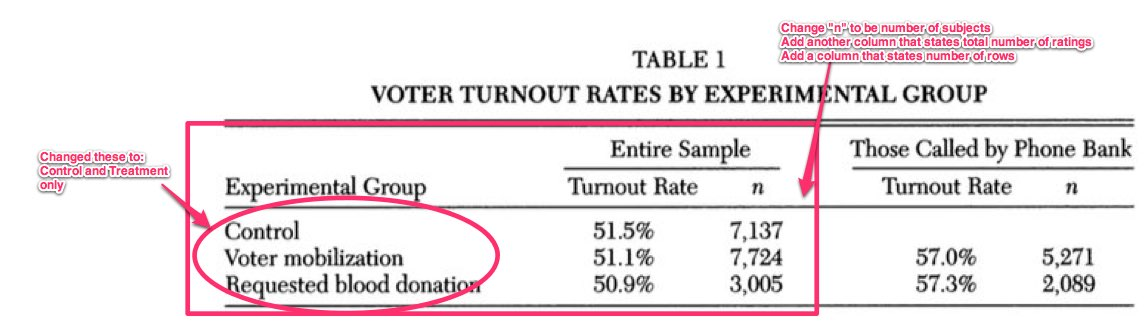 Change "n" to be number of subjects
Add another column that states total number of ratings
Add a column that states number of rows
TABLE 1
VOTER TURNOUT RATES BY EXPERIMENTAL GROUP
Changed these to:
Control and Treatment
only
Entire Sample Those Called by Phone Bank
Experimental Group Turnout Rate n Turnout Rate n
Control 51.5% 7,137
Voter mobilization 51.1% 7,724 57.0% 5,271
Requested blood donation 50.9% 3,005 57.3% 2,089